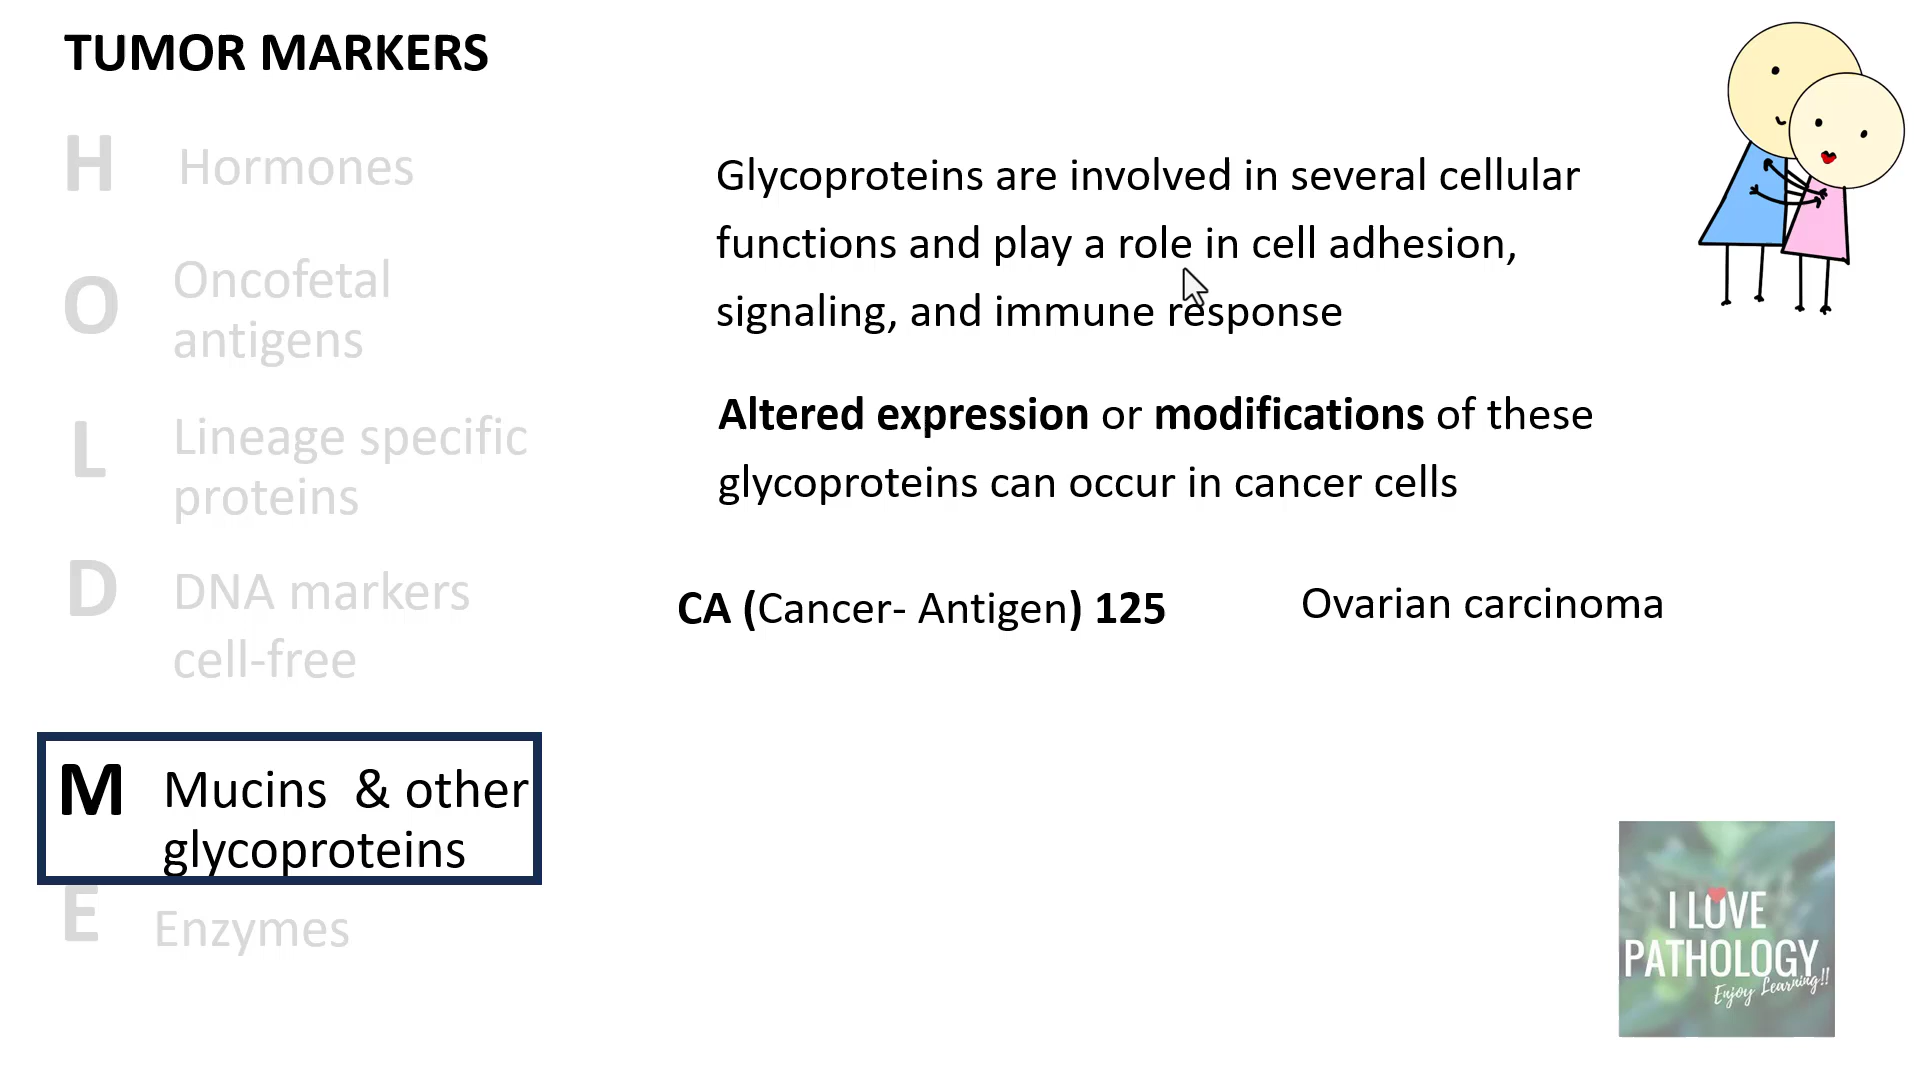 TUMOR MARKERS
H Hormones
O Oncofetal
antigens
L Lineage specific
proteins
D DNA markers
cell-free
M Mucins & other
glycoproteins
E Enzymes
Glycoproteins are involved in several cellular
functions and play a role in cell adhesion,
signaling, and immune response
Altered expression or modifications of these
glycoproteins can occur in cancer cells
CA (Cancer- Antigen) 125 Ovarian carcinoma
I LOVE
PATHOLOGY
Enjoy Learning!!